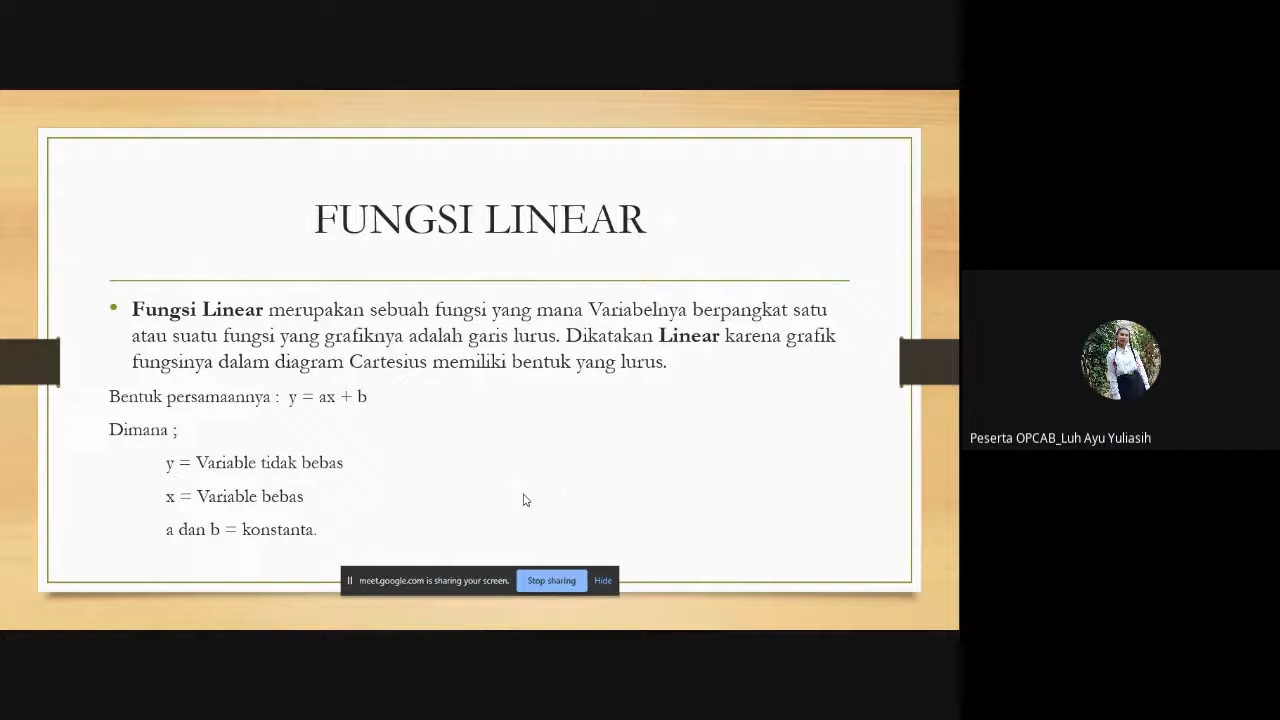 FUNGSI LINEAR
• Fungsi Linear merupakan sebuah fungsi yang mana Variabelnya berpangkat satu
atau suatu fungsi yang grafiknya adalah garis lurus. Dikatakan Linear karena grafik
fungsinya dalam diagram Cartesius memiliki bentuk yang lurus.
Bentuk persamaannya : y = ax + b
Dimana ;
y = Variable tidak bebas
x = Variable bebas
a dan b = konstanta.
meet.google.com is sharing your screen. Stop sharing Hide
Peserta OPCAB_Luh Ayu Yuliasih